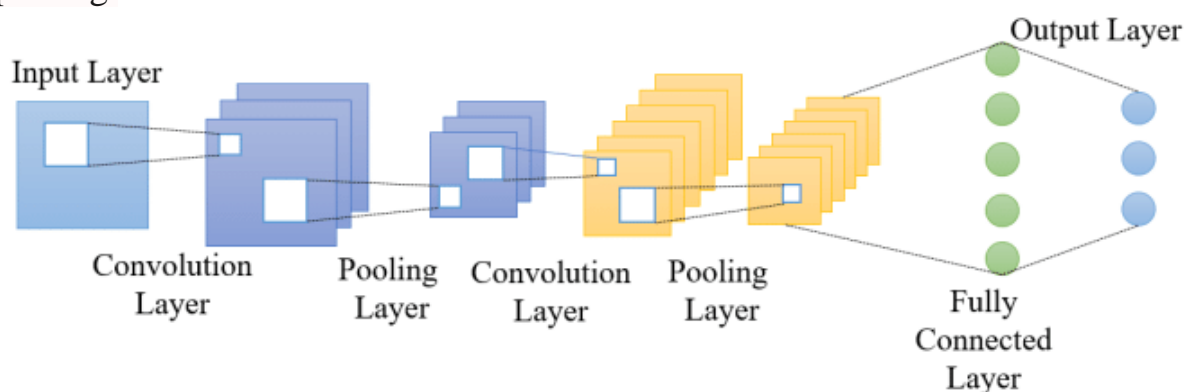 Output Layer
Input Layer
Convolution
Layer
Pooling
Layer
Convolution
Layer
Pooling
Layer
Fully
Connected
Layer